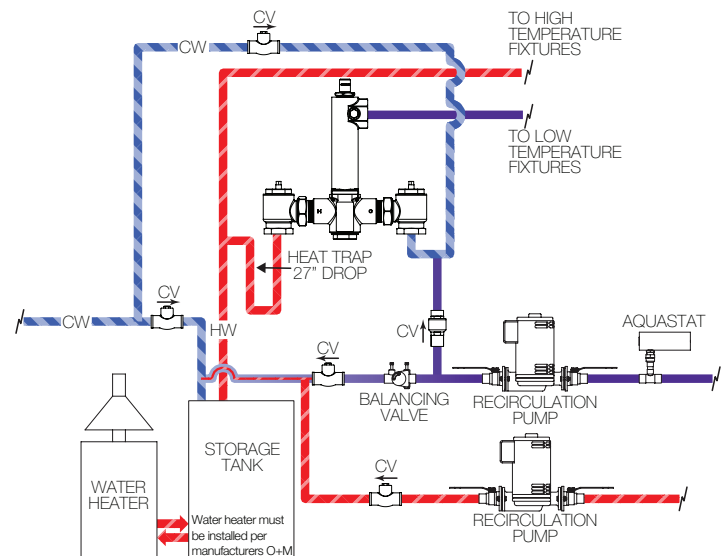 CV
CW
TO HIGH
TEMPERATURE
FIXTURES
TO LOW
TEMPERATURE
FIXTURES
H
C
HEAT TRAP
27" DROP
CV
CW
HW
CV
CV
AQUASTAT
BALANCING
VALVE
RECIRCULATION
PUMP
STORAGE
TANK
WATER
HEATER
CV
Water heater must
be installed per
manufacturers O+M
RECIRCULATION
PUMP